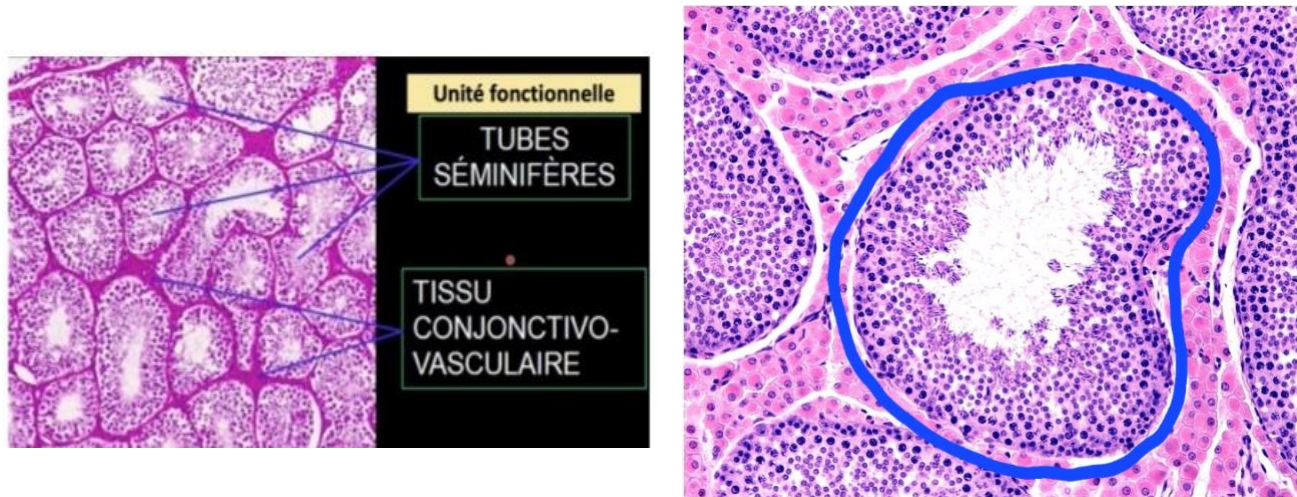 Unité fonctionnelle
TUBES
SÉMINIFÈRES
TISSU
CONJONCTIVO-
VASCULAIRE